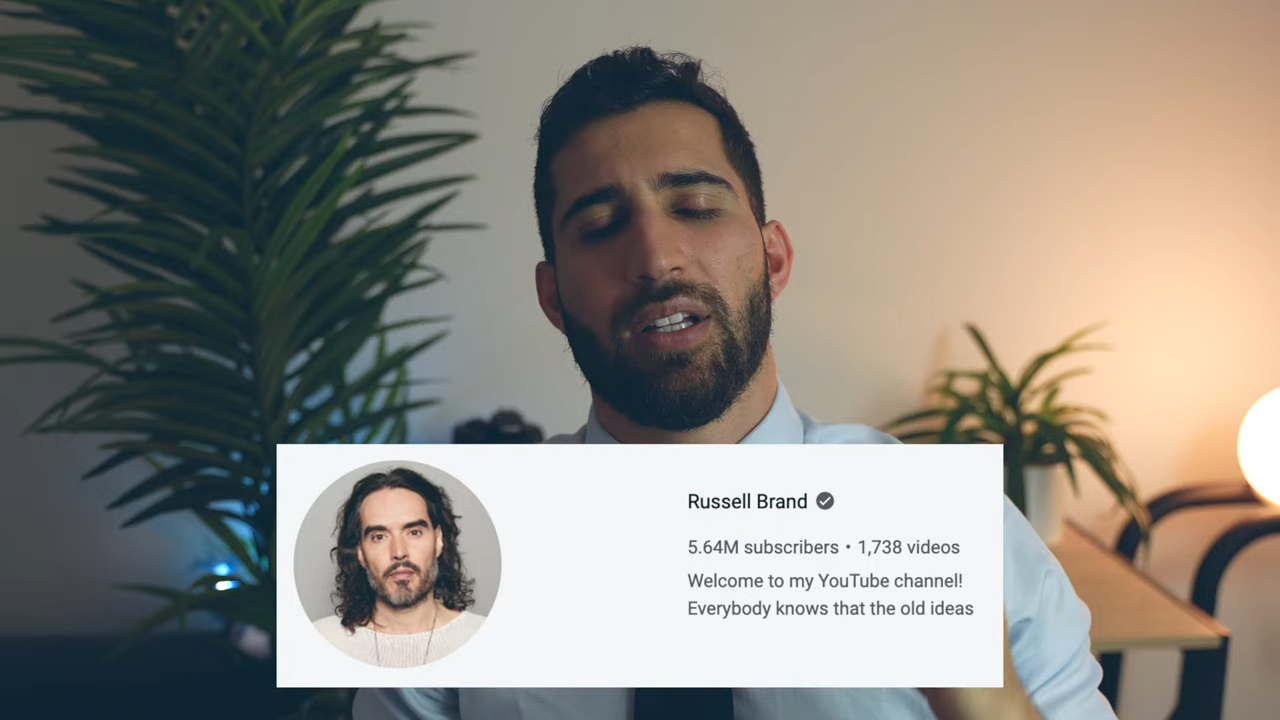 Russell Brand
5.64M subscribers • 1,738 videos
Welcome to my YouTube channel!
Everybody knows that the old ideas